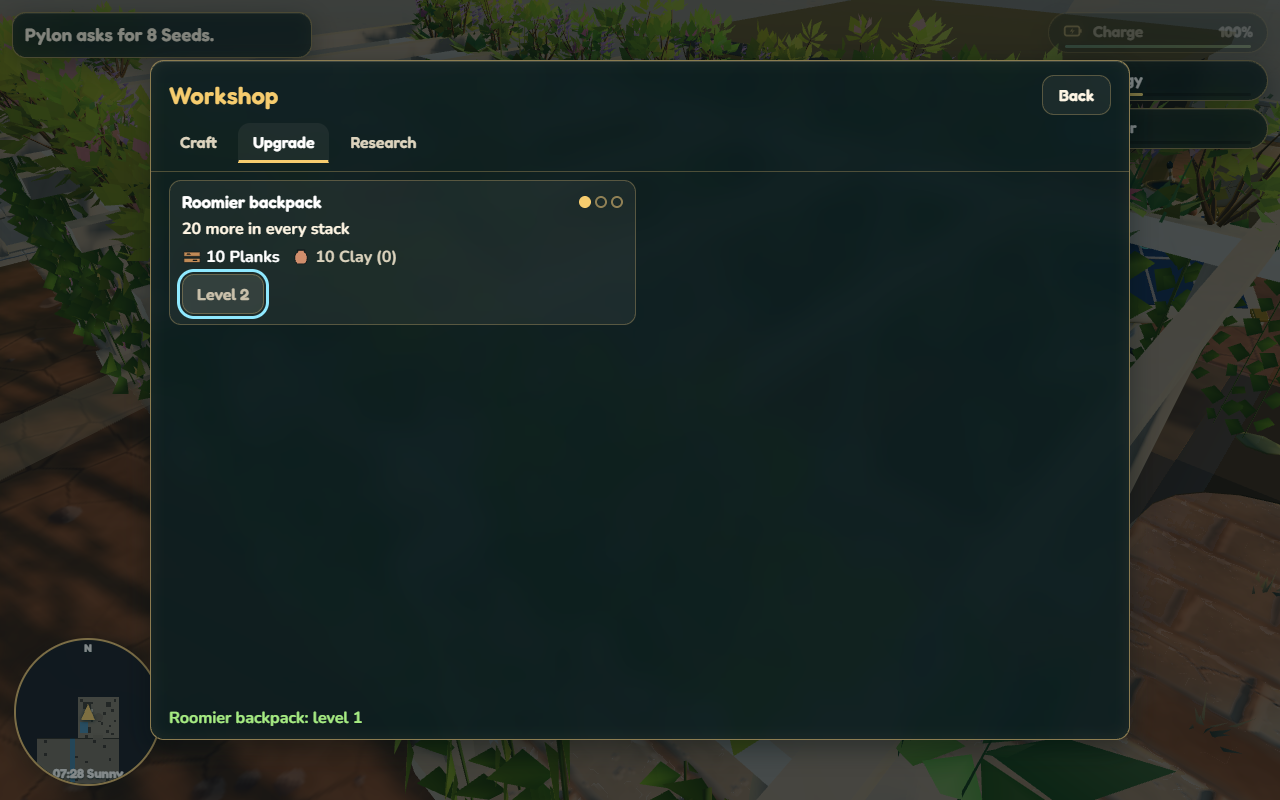 Pylon asks for 8 Seeds.
Charge 100%
Workshop
Back
gy
r
Craft Upgrade Research
Roomier backpack
20 more in every stack
10 Planks 10 Clay (0)
Level 2
N
07:28 Sunny
Roomier backpack: level 1